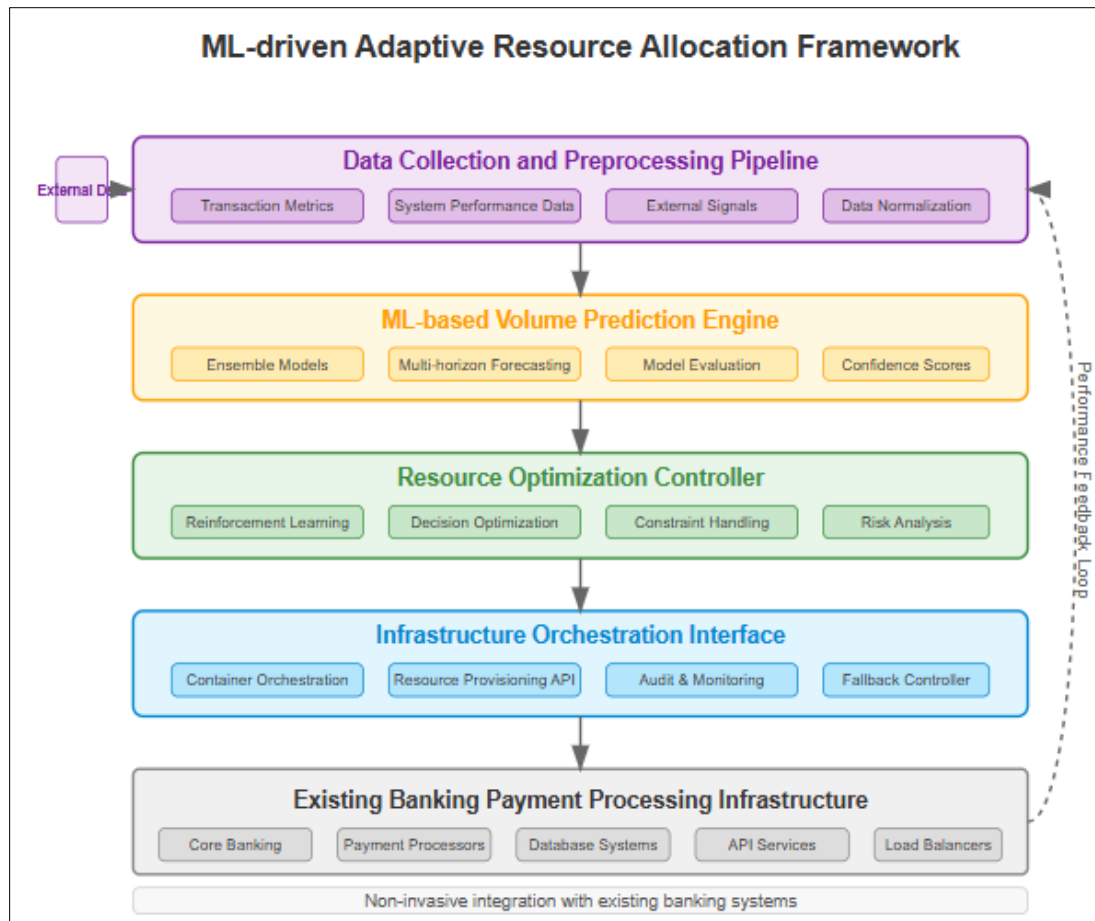 ML-driven Adaptive Resource Allocation Framework
Data Collection and Preprocessing Pipeline
External D
Transaction Metrics
System Performance Data
External Signals
Data Normalization
ML-based Volume Prediction Engine
Ensemble Models
Multi-horizon Forecasting
Model Evaluation
Confidence Scores
Resource Optimization Controller
Reinforcement Learning
Decision Optimization
Constraint Handling
Risk Analysis
Performance Feedback Loop
Infrastructure Orchestration Interface
Container Orchestration
Resource Provisioning API
Audit & Monitoring
Fallback Controller
Existing Banking Payment Processing Infrastructure
Core Banking
Payment Processors
Database Systems
API Services
Load Balancers
Non-invasive integration with existing banking systems